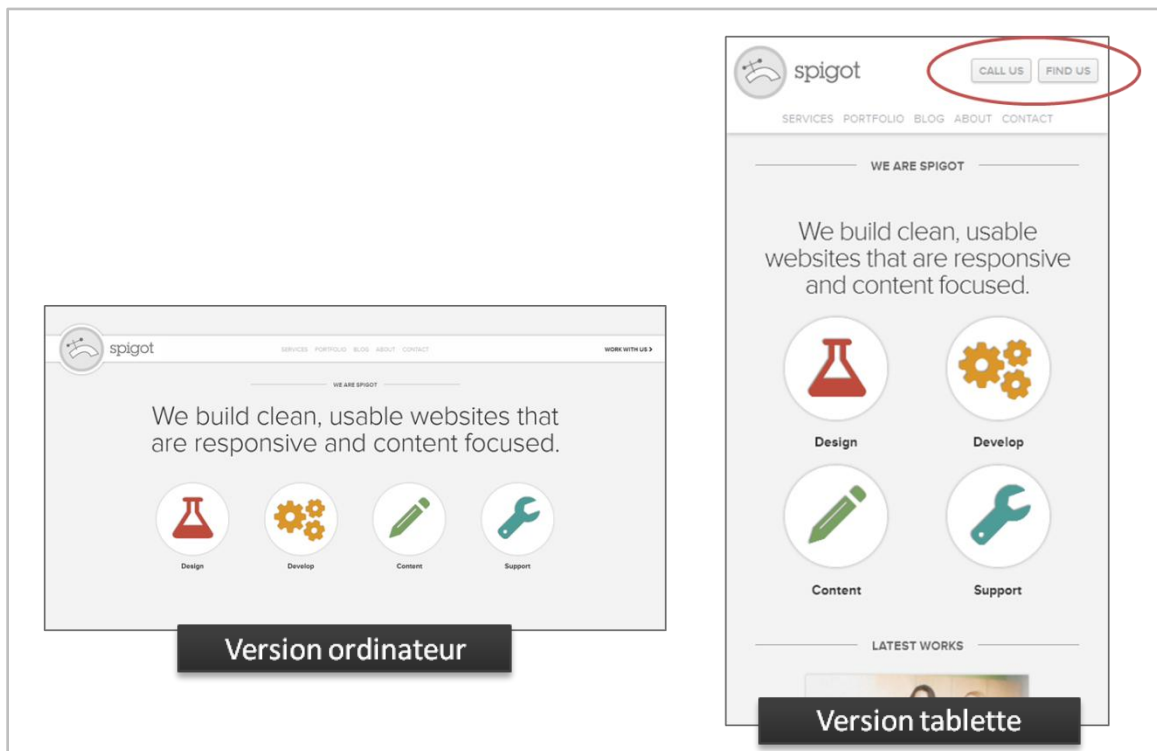 spigot
SERVICES PORTFOLIO BLOG ABOUT CONTACT
WORK WITH US >
WE ARE SPIGOT
We build clean, usable websites that
are responsive and content focused.
Design Develop Content Support
Version ordinateur
spigot
CALL US FIND US
SERVICES PORTFOLIO BLOG ABOUT CONTACT
WE ARE SPIGOT
We build clean, usable
websites that are responsive
and content focused.
Design Develop
Content Support
LATEST WORKS
Version tablette